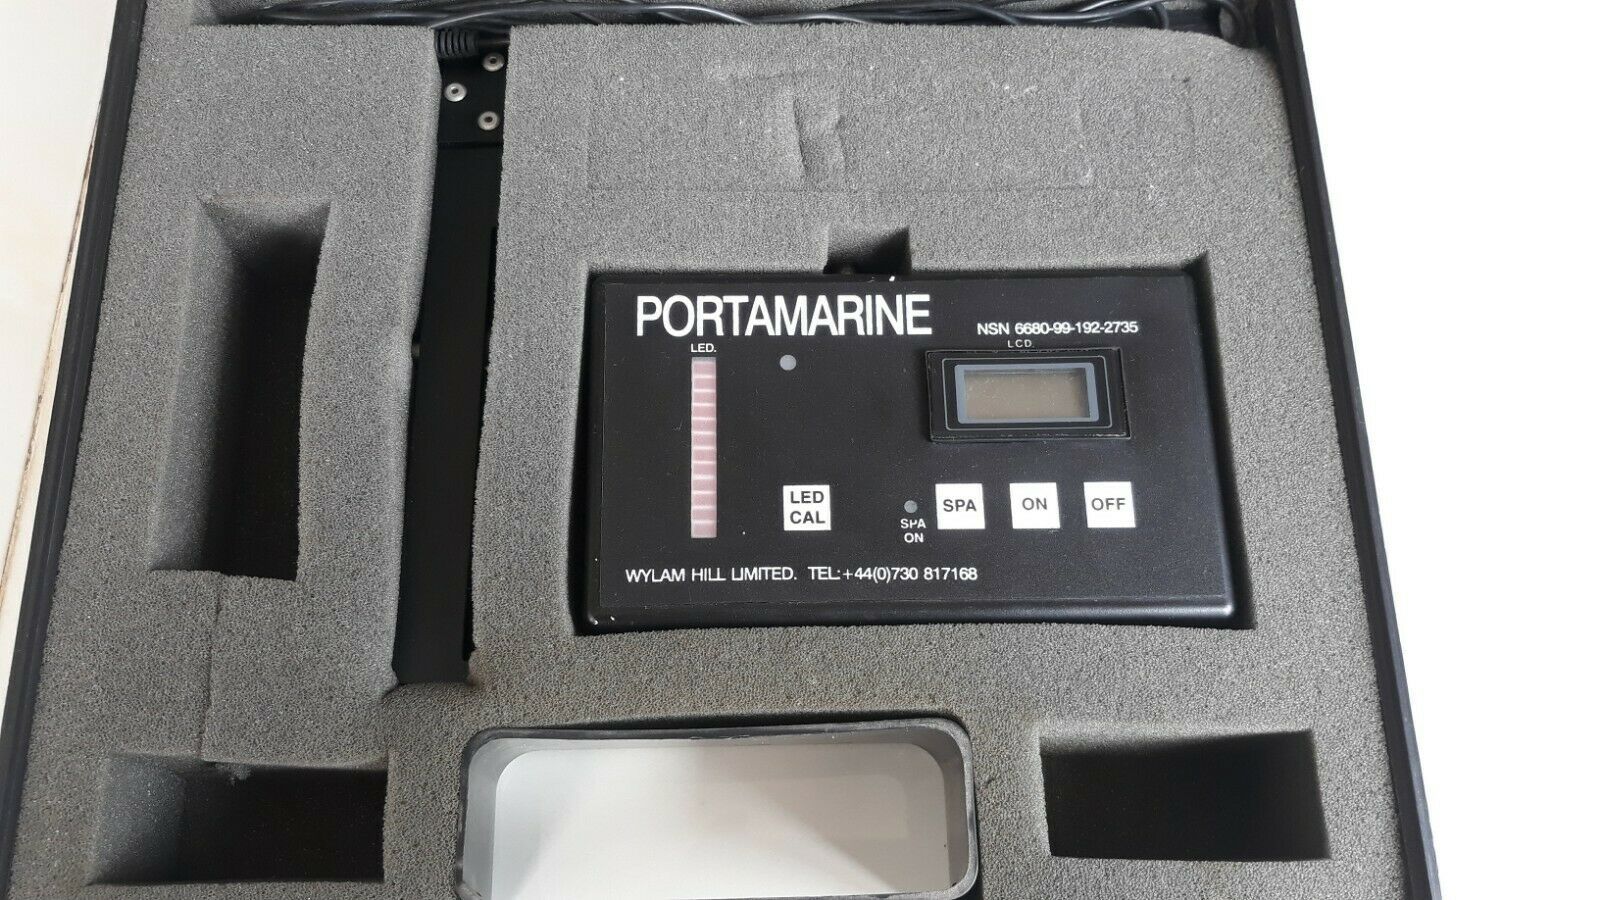 PORTAMARINE
NSN 6680-99-192-2735
LED.
LCD.
LED
CAL
SPA
ON
SPA
ON
OFF
WYLAM HILL LIMITED. TEL:+44(0)730 817168